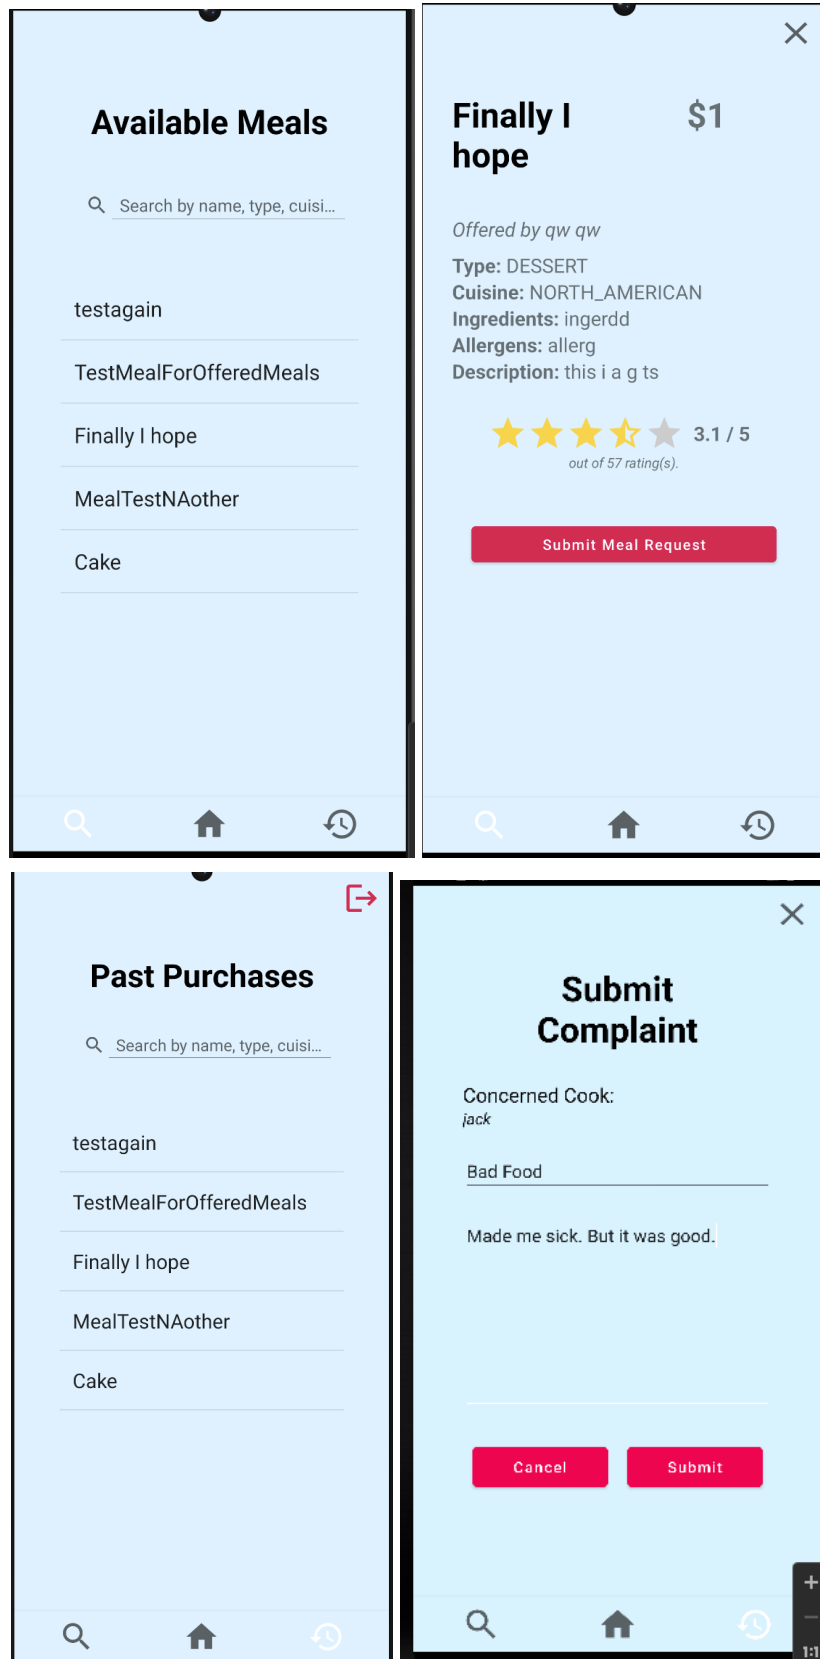 Available Meals
Search by name, type, cuisi...
testagain
TestMealForOfferedMeals
Finally I hope
MealTestNAother
Cake
Finally I
hope
$1
Offered by qw qw
Type: DESSERT
Cuisine: NORTH_AMERICAN
Ingredients: ingerdd
Allergens: allerg
Description: this i a g ts
3.1 / 5
out of 57 rating(s).
Submit Meal Request
Past Purchases
Search by name, type, cuisi...
testagain
TestMealForOfferedMeals
Finally I hope
MealTestNAother
Cake
Submit
Complaint
Concerned Cook:
jack
Bad Food
Made me sick. But it was good.
Cancel
Submit
1:1